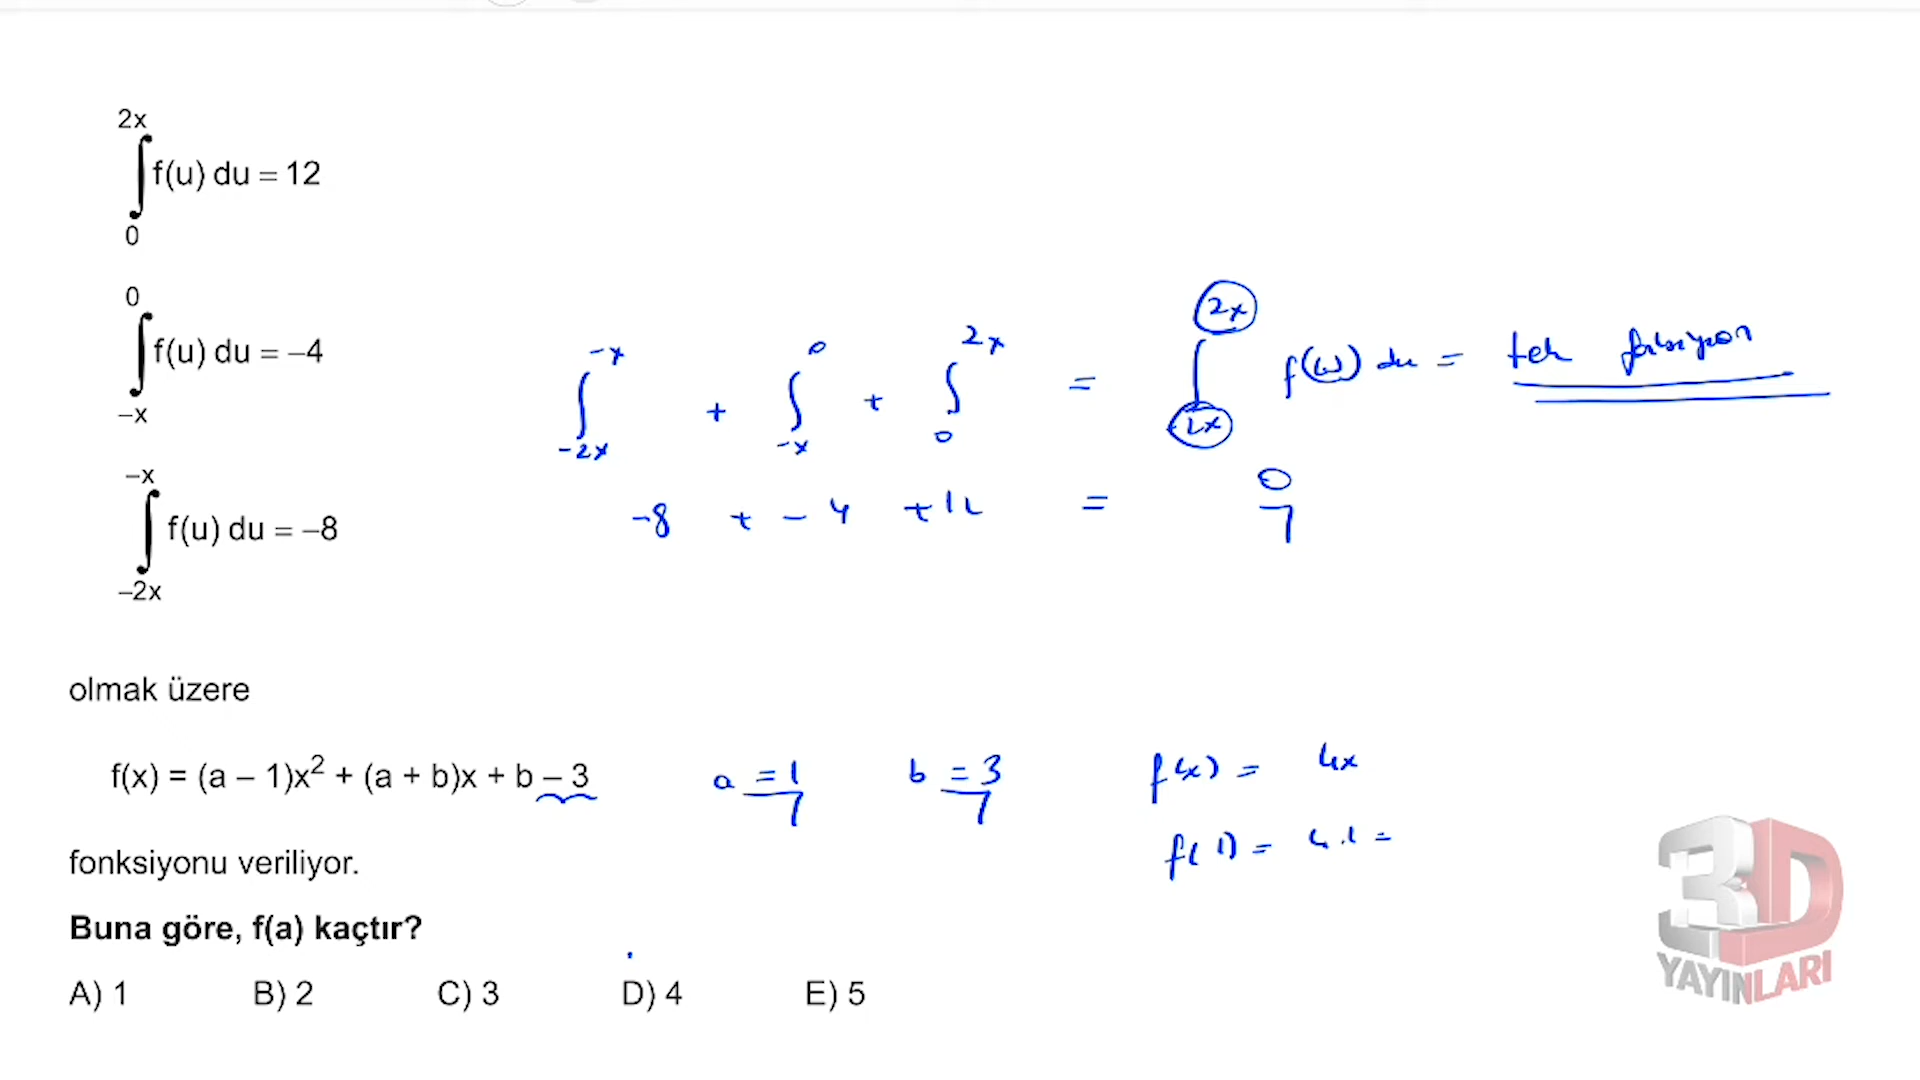 2x
∫ f(u) du = 12
0
0
∫ f(u) du = –4
–x
–x
∫ f(u) du = –8
–2x
-x 0 2x 2x
∫ + ∫ + ∫ = ∫ f(u) du = tek fonksiyon
-2x -x 0 -2x
-8 + - 4 + 12 = 0
olmak üzere
f(x) = (a – 1)x² + (a + b)x + b – 3 a = 1 b = 3 f(x) = 4x
f(1) = 4.1 =
fonksiyonu veriliyor.
Buna göre, f(a) kaçtır?
A) 1 B) 2 C) 3 D) 4 E) 5
3D
YAYINLARI